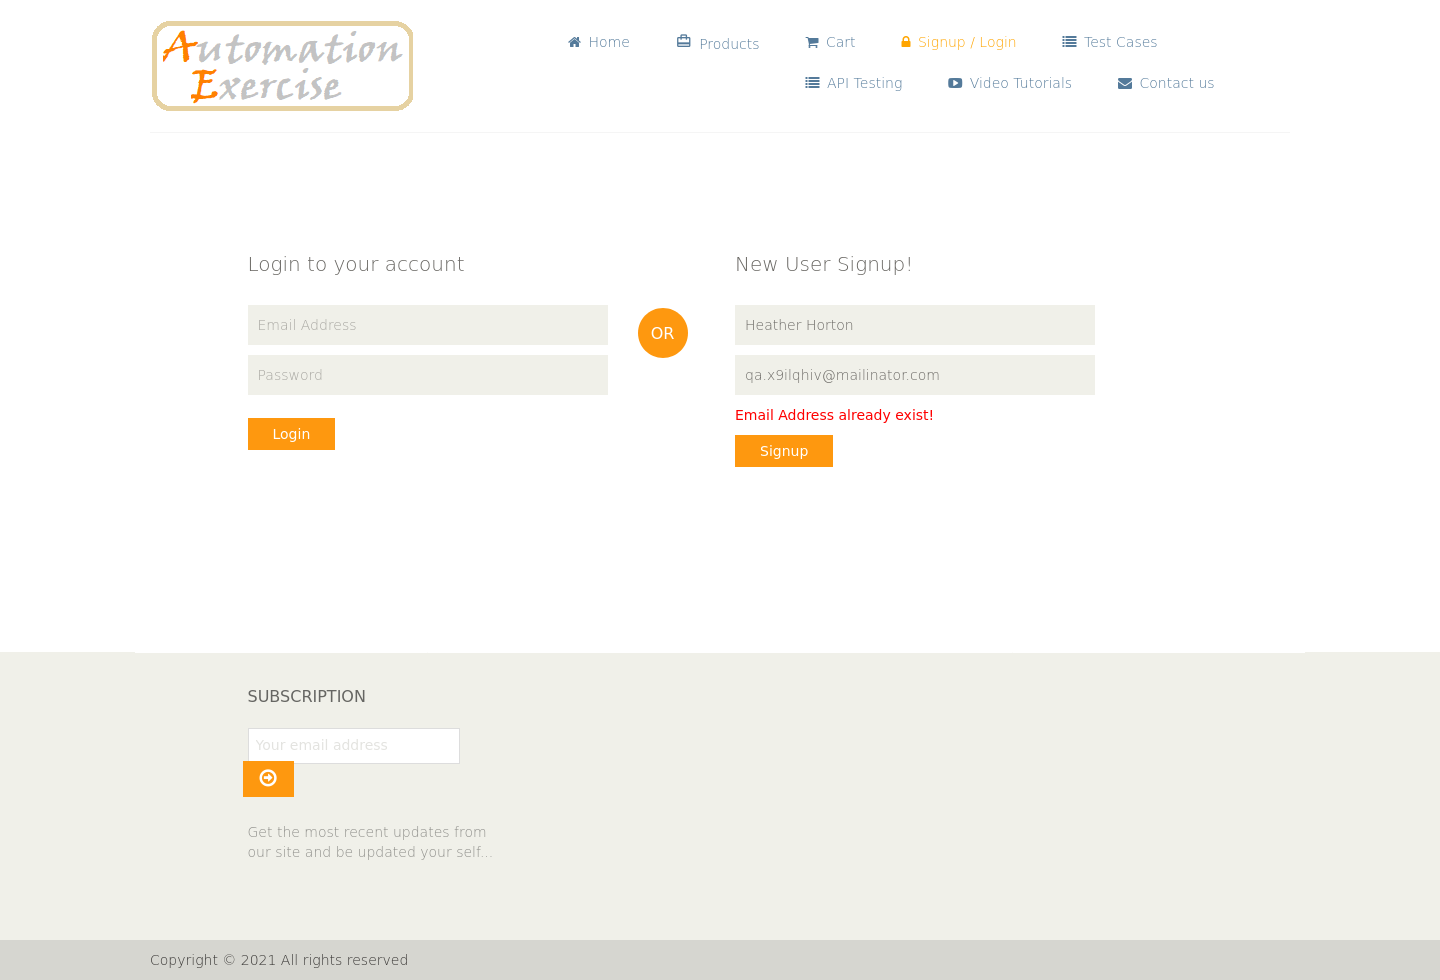 Automation
Exercise
Home
Products
Cart
Signup / Login
Test Cases
API Testing
Video Tutorials
Contact us
Login to your account
Email Address
Password
Login
OR
New User Signup!
Heather Horton
qa.x9ilqhiv@mailinator.com
Email Address already exist!
Signup
SUBSCRIPTION
Your email address
Get the most recent updates from
our site and be updated your self...
Copyright © 2021 All rights reserved